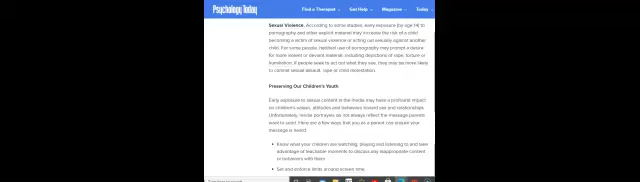 Psychology Today
Find a Therapist
Get Help
Magazine
Today
Sexual Violence. According to some studies, early exposure (by age 14) to
pornography and other explicit material may increase the risk of a child
becoming a victim of sexual violence or acting out sexually against another
child. For some people, habitual use of pornography may prompt a desire
for more violent or deviant material, including depictions of rape, torture or
humiliation. If people seek to act out what they see, they may be more likely
to commit sexual assault, rape or child molestation.
Preserving Our Children's Youth
Early exposure to sexual content in the media may have a profound impact
on children's values, attitudes and behaviors toward sex and relationships.
Unfortunately, media portrayals do not always reflect the message parents
want to send. Here are a few ways that you as a parent can ensure your
message is heard:
Know what your children are watching, playing and listening to and take
advantage of teachable moments to discuss any inappropriate content
or behaviors with them
Set and enforce limits around screen time